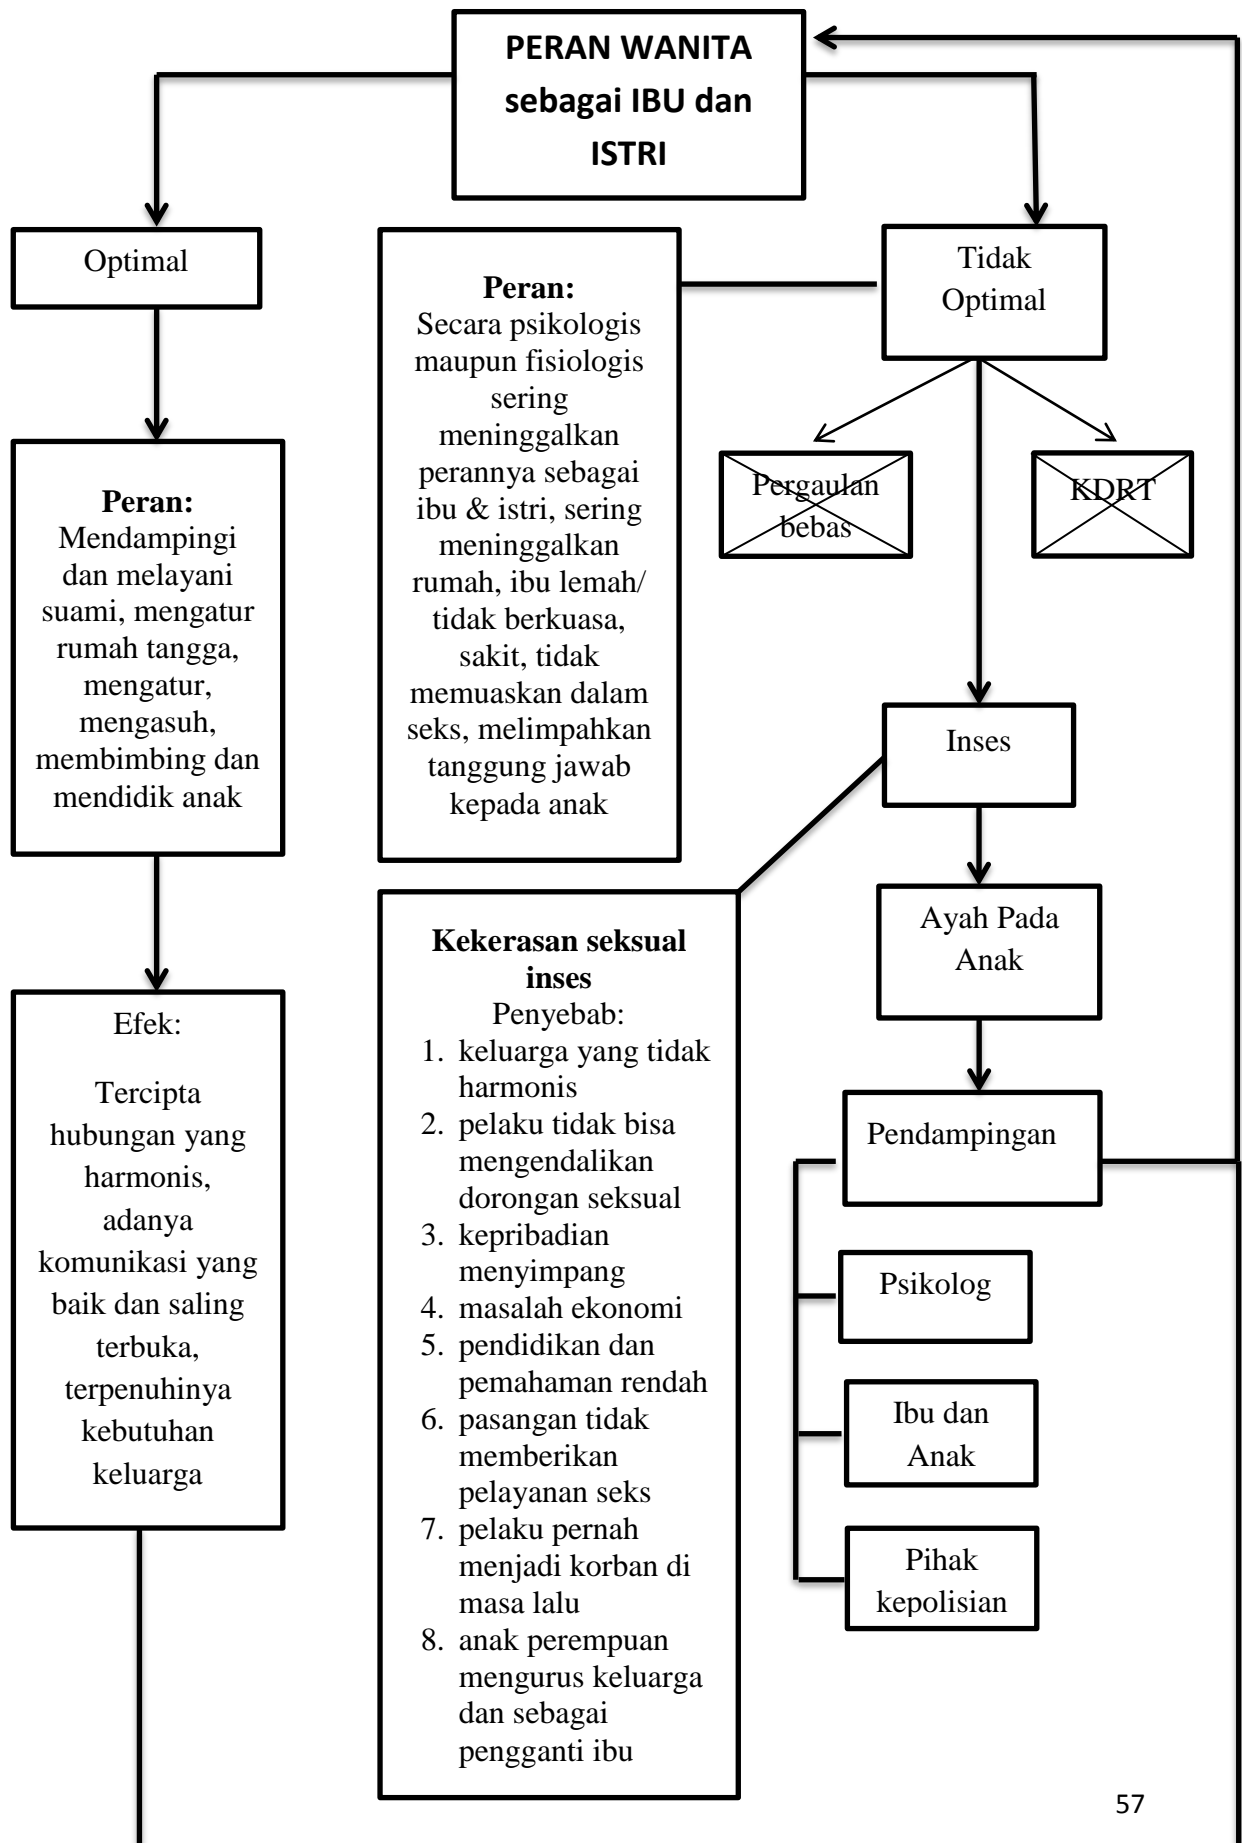 PERAN WANITA
sebagai IBU dan
ISTRI
Optimal
Peran:
Mendampingi
dan melayani
suami, mengatur
rumah tangga,
mengatur,
mengasuh,
membimbing dan
mendidik anak
Efek:
Tercipta
hubungan yang
harmonis,
adanya
komunikasi yang
baik dan saling
terbuka,
terpenuhinya
kebutuhan
keluarga
Peran:
Secara psikologis
maupun fisiologis
sering
meninggalkan
perannya sebagai
ibu & istri, sering
meninggalkan
rumah, ibu lemah/
tidak berkuasa,
sakit, tidak
memuaskan dalam
seks, melimpahkan
tanggung jawab
kepada anak
Tidak
Optimal
Pergaulan
bebas
KDRT
Inses
Kekerasan seksual
inses
Penyebab:
1. keluarga yang tidak
harmonis
2. pelaku tidak bisa
mengendalikan
dorongan seksual
3. kepribadian
menyimpang
4. masalah ekonomi
5. pendidikan dan
pemahaman rendah
6. pasangan tidak
memberikan
pelayanan seks
7. pelaku pernah
menjadi korban di
masa lalu
8. anak perempuan
mengurus keluarga
dan sebagai
pengganti ibu
Ayah Pada
Anak
Pendampingan
Psikolog
Ibu dan
Anak
Pihak
kepolisian
57